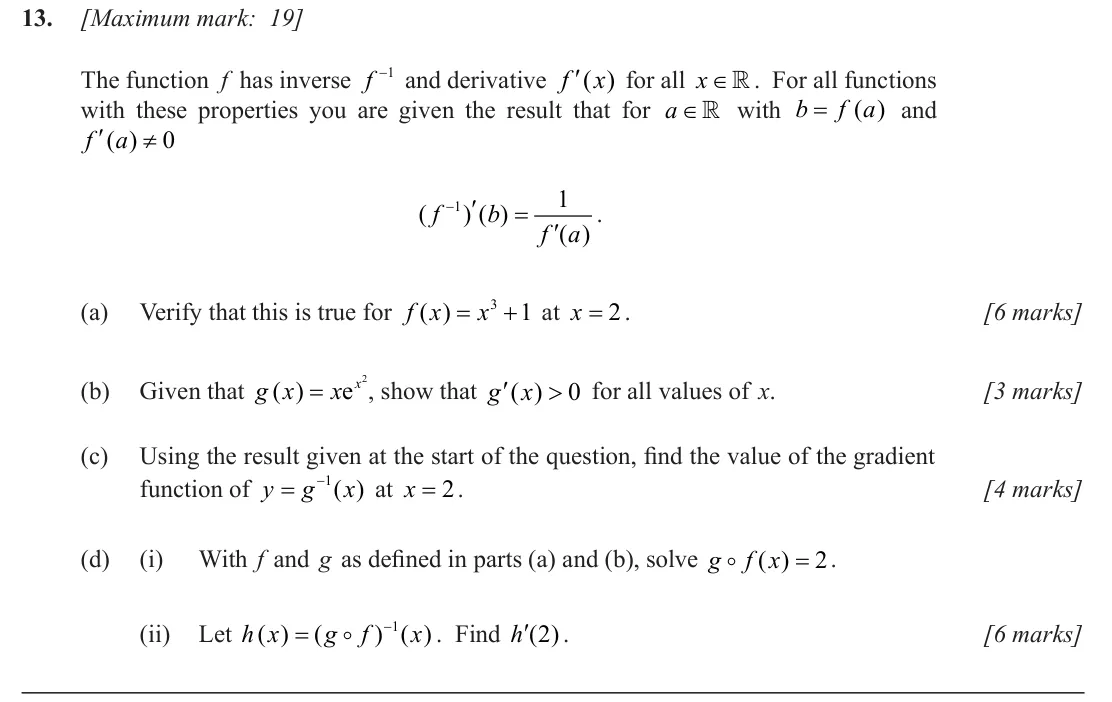 13. [Maximum mark: 19]
The function f has inverse f⁻¹ and derivative f′(x) for all x ∈ ℝ. For all functions
with these properties you are given the result that for a ∈ ℝ with b = f (a) and
f′(a) ≠ 0
(f⁻¹)′(b) = 1/f′(a).
(a) Verify that this is true for f(x) = x³ + 1 at x = 2. [6 marks]
(b) Given that g(x) = xe^(x²), show that g′(x) > 0 for all values of x. [3 marks]
(c) Using the result given at the start of the question, find the value of the gradient
function of y = g⁻¹(x) at x = 2. [4 marks]
(d) (i) With f and g as defined in parts (a) and (b), solve g ∘ f(x) = 2.
(ii) Let h(x) = (g ∘ f)⁻¹(x). Find h′(2). [6 marks]